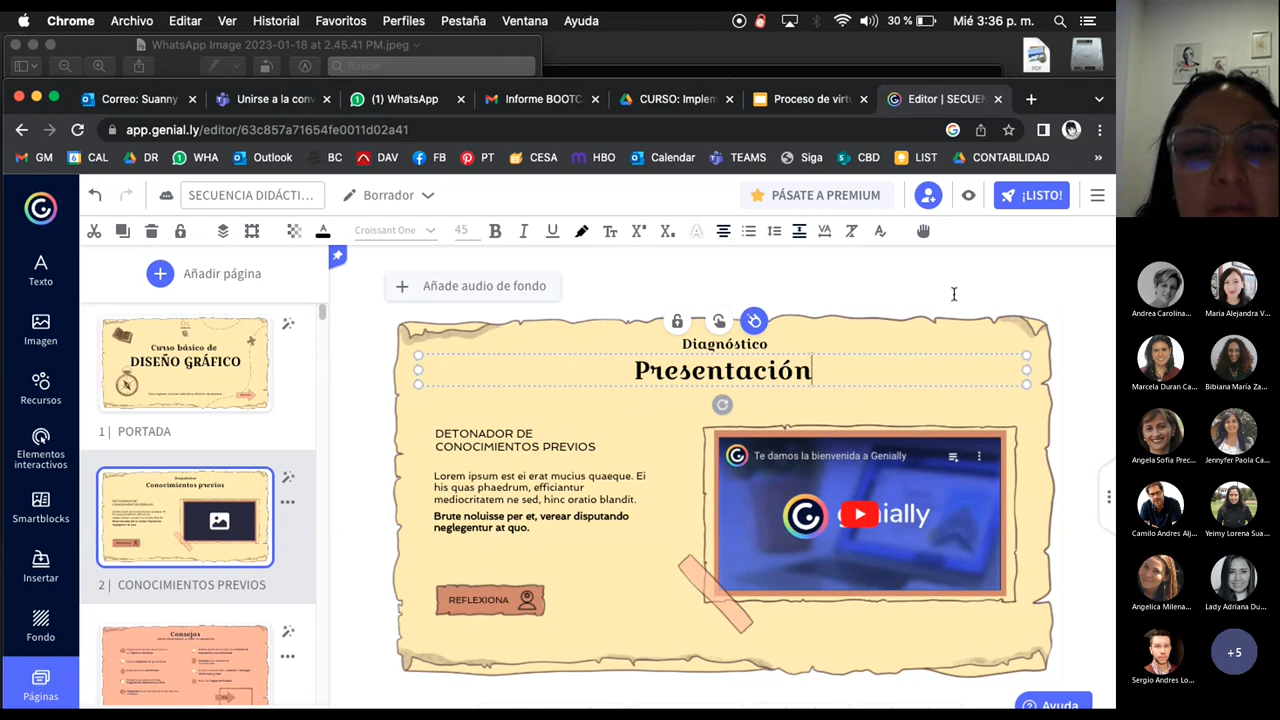 Chrome Archivo Editar Ver Historial Favoritos Perfiles Pestaña Ventana Ayuda 30 % Mié 3:36 p. m.
WhatsApp Image 2023-01-18 at 2.45.41 PM.jpeg
Buscar
PDF
Correo: Suanny
Unirse a la conv
(1) WhatsApp
Informe BOOTC
CURSO: Implem
Proceso de virtu
Editor | SECUEN
app.genial.ly/editor/63c857a71654fe0011d02a41
GM CAL DR WHA Outlook BC DAV FB PT CESA HBO Calendar TEAMS Siga CBD LIST CONTABILIDAD
SECUENCIA DIDÁCTI...
Borrador
PÁSATE A PREMIUM
¡LISTO!
Croissant One
45
Texto
Imagen
Recursos
Elementos
interactivos
Smartblocks
Insertar
Fondo
Páginas
Añadir página
Curso básico de
DISEÑO GRÁFICO
1 | PORTADA
Diagnóstico
Conocimientos previos
2 | CONOCIMIENTOS PREVIOS
Consejos
Añade audio de fondo
Diagnóstico
Presentación
DETONADOR DE
CONOCIMIENTOS PREVIOS
Lorem ipsum est ei erat mucius quaeque. Ei
his quas phaedrum, efficiantur
mediocritatem ne sed, hinc oratio blandit.
Brute noluisse per et, verear disputando
neglegentur at quo.
REFLEXIONA
Te damos la bienvenida a Genially
enially
Ayuda
Andrea Carolina...
Maria Alejandra V...
Marcela Duran Ca...
Bibiana María Za...
Angela Sofia Prec...
Jennyfer Paola Ca...
Camilo Andres Alj...
Yeimy Lorena Sua...
Angelica Milena...
Lady Adriana Du...
Sergio Andres Lo...
+5